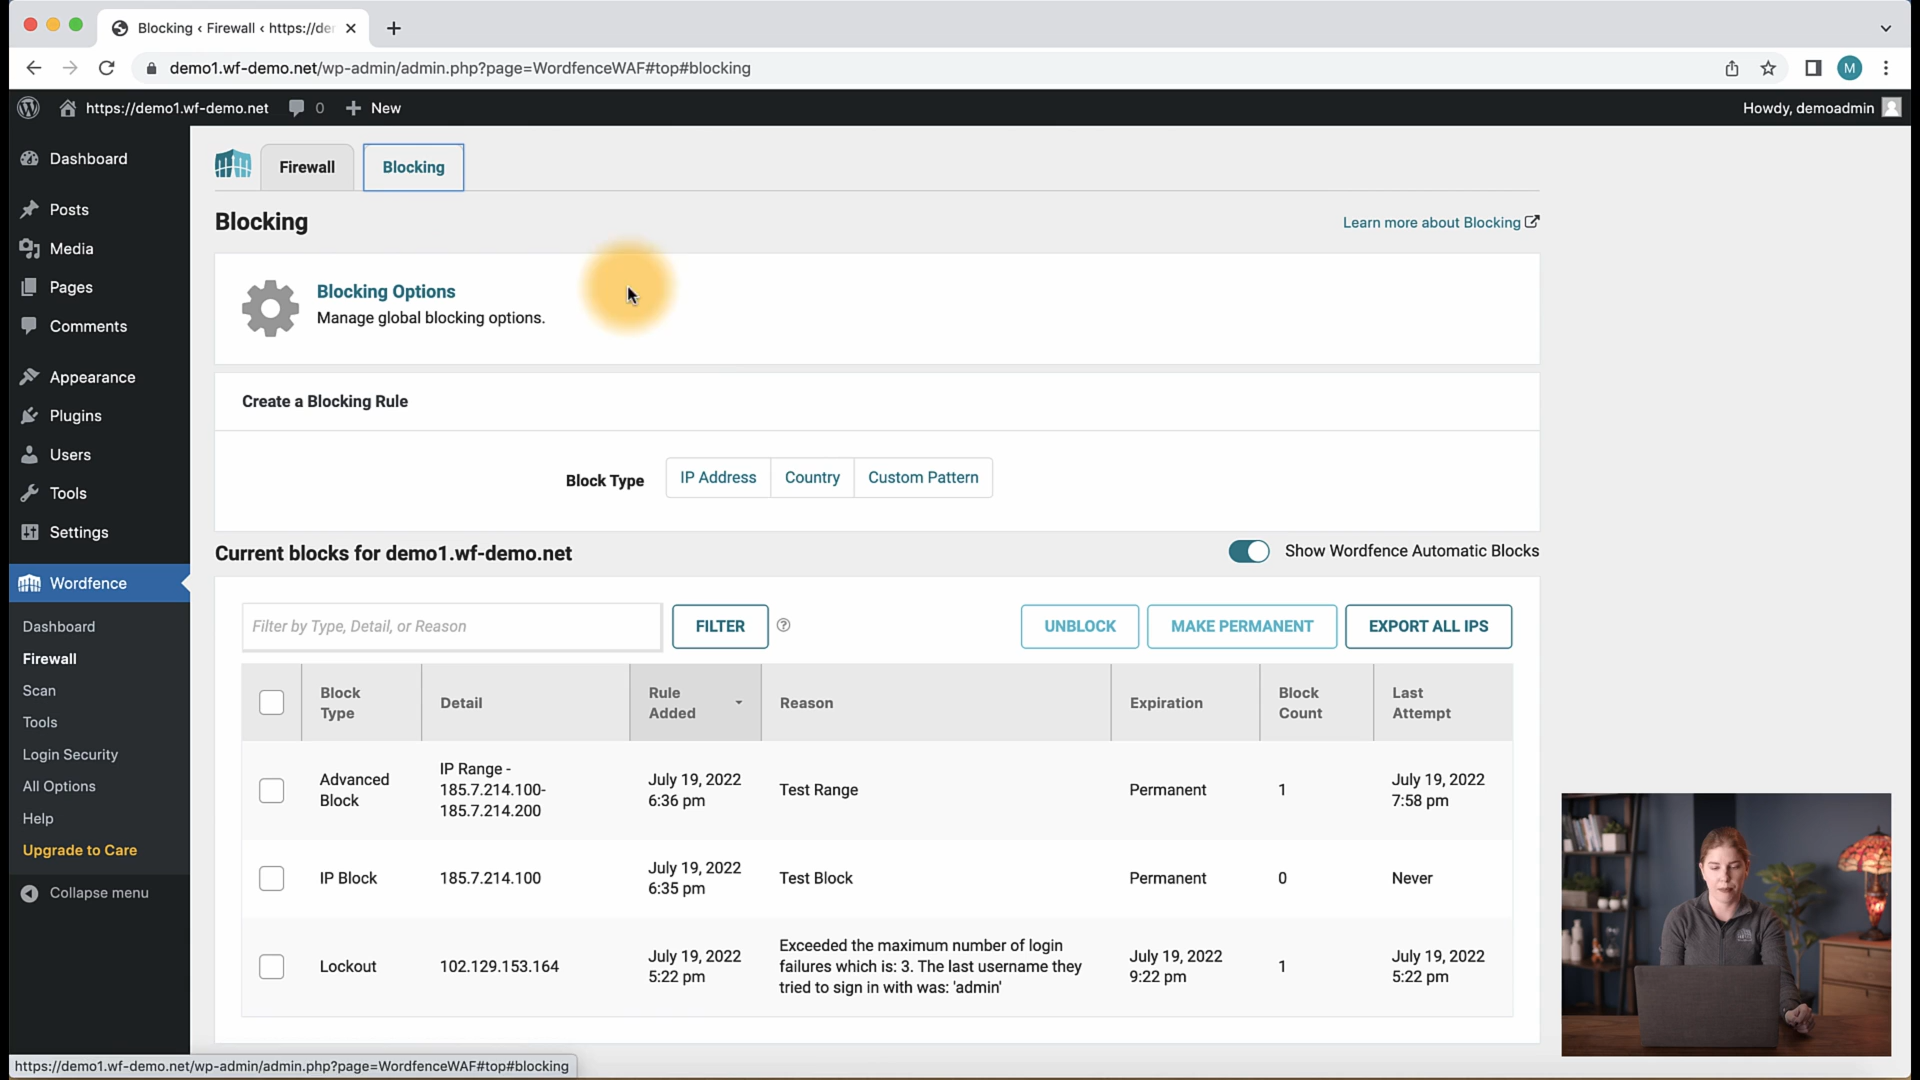 Blocking ‹ Firewall ‹ https://de
demo1.wf-demo.net/wp-admin/admin.php?page=WordfenceWAF#top#blocking
M
https://demo1.wf-demo.net
0
New
Howdy, demoadmin
Dashboard
Posts
Media
Pages
Comments
Appearance
Plugins
Users
Tools
Settings
Wordfence
Dashboard
Firewall
Scan
Tools
Login Security
All Options
Help
Upgrade to Care
Collapse menu
Firewall
Blocking
Blocking
Learn more about Blocking
Blocking Options
Manage global blocking options.
Create a Blocking Rule
Block Type
IP Address
Country
Custom Pattern
Current blocks for demo1.wf-demo.net
Show Wordfence Automatic Blocks
Filter by Type, Detail, or Reason
FILTER
?
UNBLOCK
MAKE PERMANENT
EXPORT ALL IPS
Block
Type
Detail
Rule
Added
Reason
Expiration
Block
Count
Last
Attempt
Advanced
Block
IP Range -
185.7.214.100-
185.7.214.200
July 19, 2022
6:36 pm
Test Range
Permanent
1
July 19, 2022
7:58 pm
IP Block
185.7.214.100
July 19, 2022
6:35 pm
Test Block
Permanent
0
Never
Lockout
102.129.153.164
July 19, 2022
5:22 pm
Exceeded the maximum number of login
failures which is: 3. The last username they
tried to sign in with was: 'admin'
July 19, 2022
9:22 pm
1
July 19, 2022
5:22 pm
https://demo1.wf-demo.net/wp-admin/admin.php?page=WordfenceWAF#top#blocking